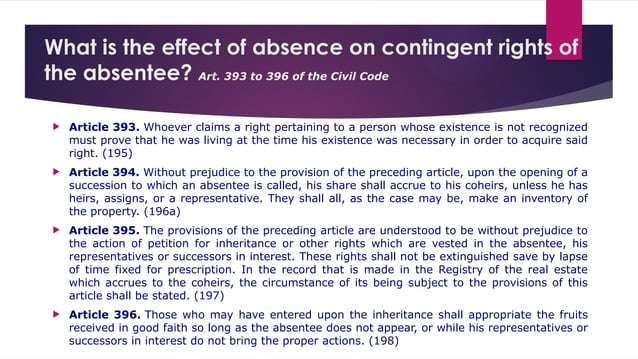 What is the effect of absence on contingent rights of
the absentee? Art. 393 to 396 of the Civil Code
Article 393. Whoever claims a right pertaining to a person whose existence is not recognized
must prove that he was living at the time his existence was necessary in order to acquire said
right. (195)
Article 394. Without prejudice to the provision of the preceding article, upon the opening of a
succession to which an absentee is called, his share shall accrue to his coheirs, unless he has
heirs, assigns, or a representative. They shall all, as the case may be, make an inventory of
the property. (196a)
Article 395. The provisions of the preceding article are understood to be without prejudice to
the action of petition for inheritance or other rights which are vested in the absentee, his
representatives or successors in interest. These rights shall not be extinguished save by lapse
of time fixed for prescription. In the record that is made in the Registry of the real estate
which accrues to the coheirs, the circumstance of its being subject to the provisions of this
article shall be stated. (197)
Article 396. Those who may have entered upon the inheritance shall appropriate the fruits
received in good faith so long as the absentee does not appear, or while his representatives or
successors in interest do not bring the proper actions. (198)